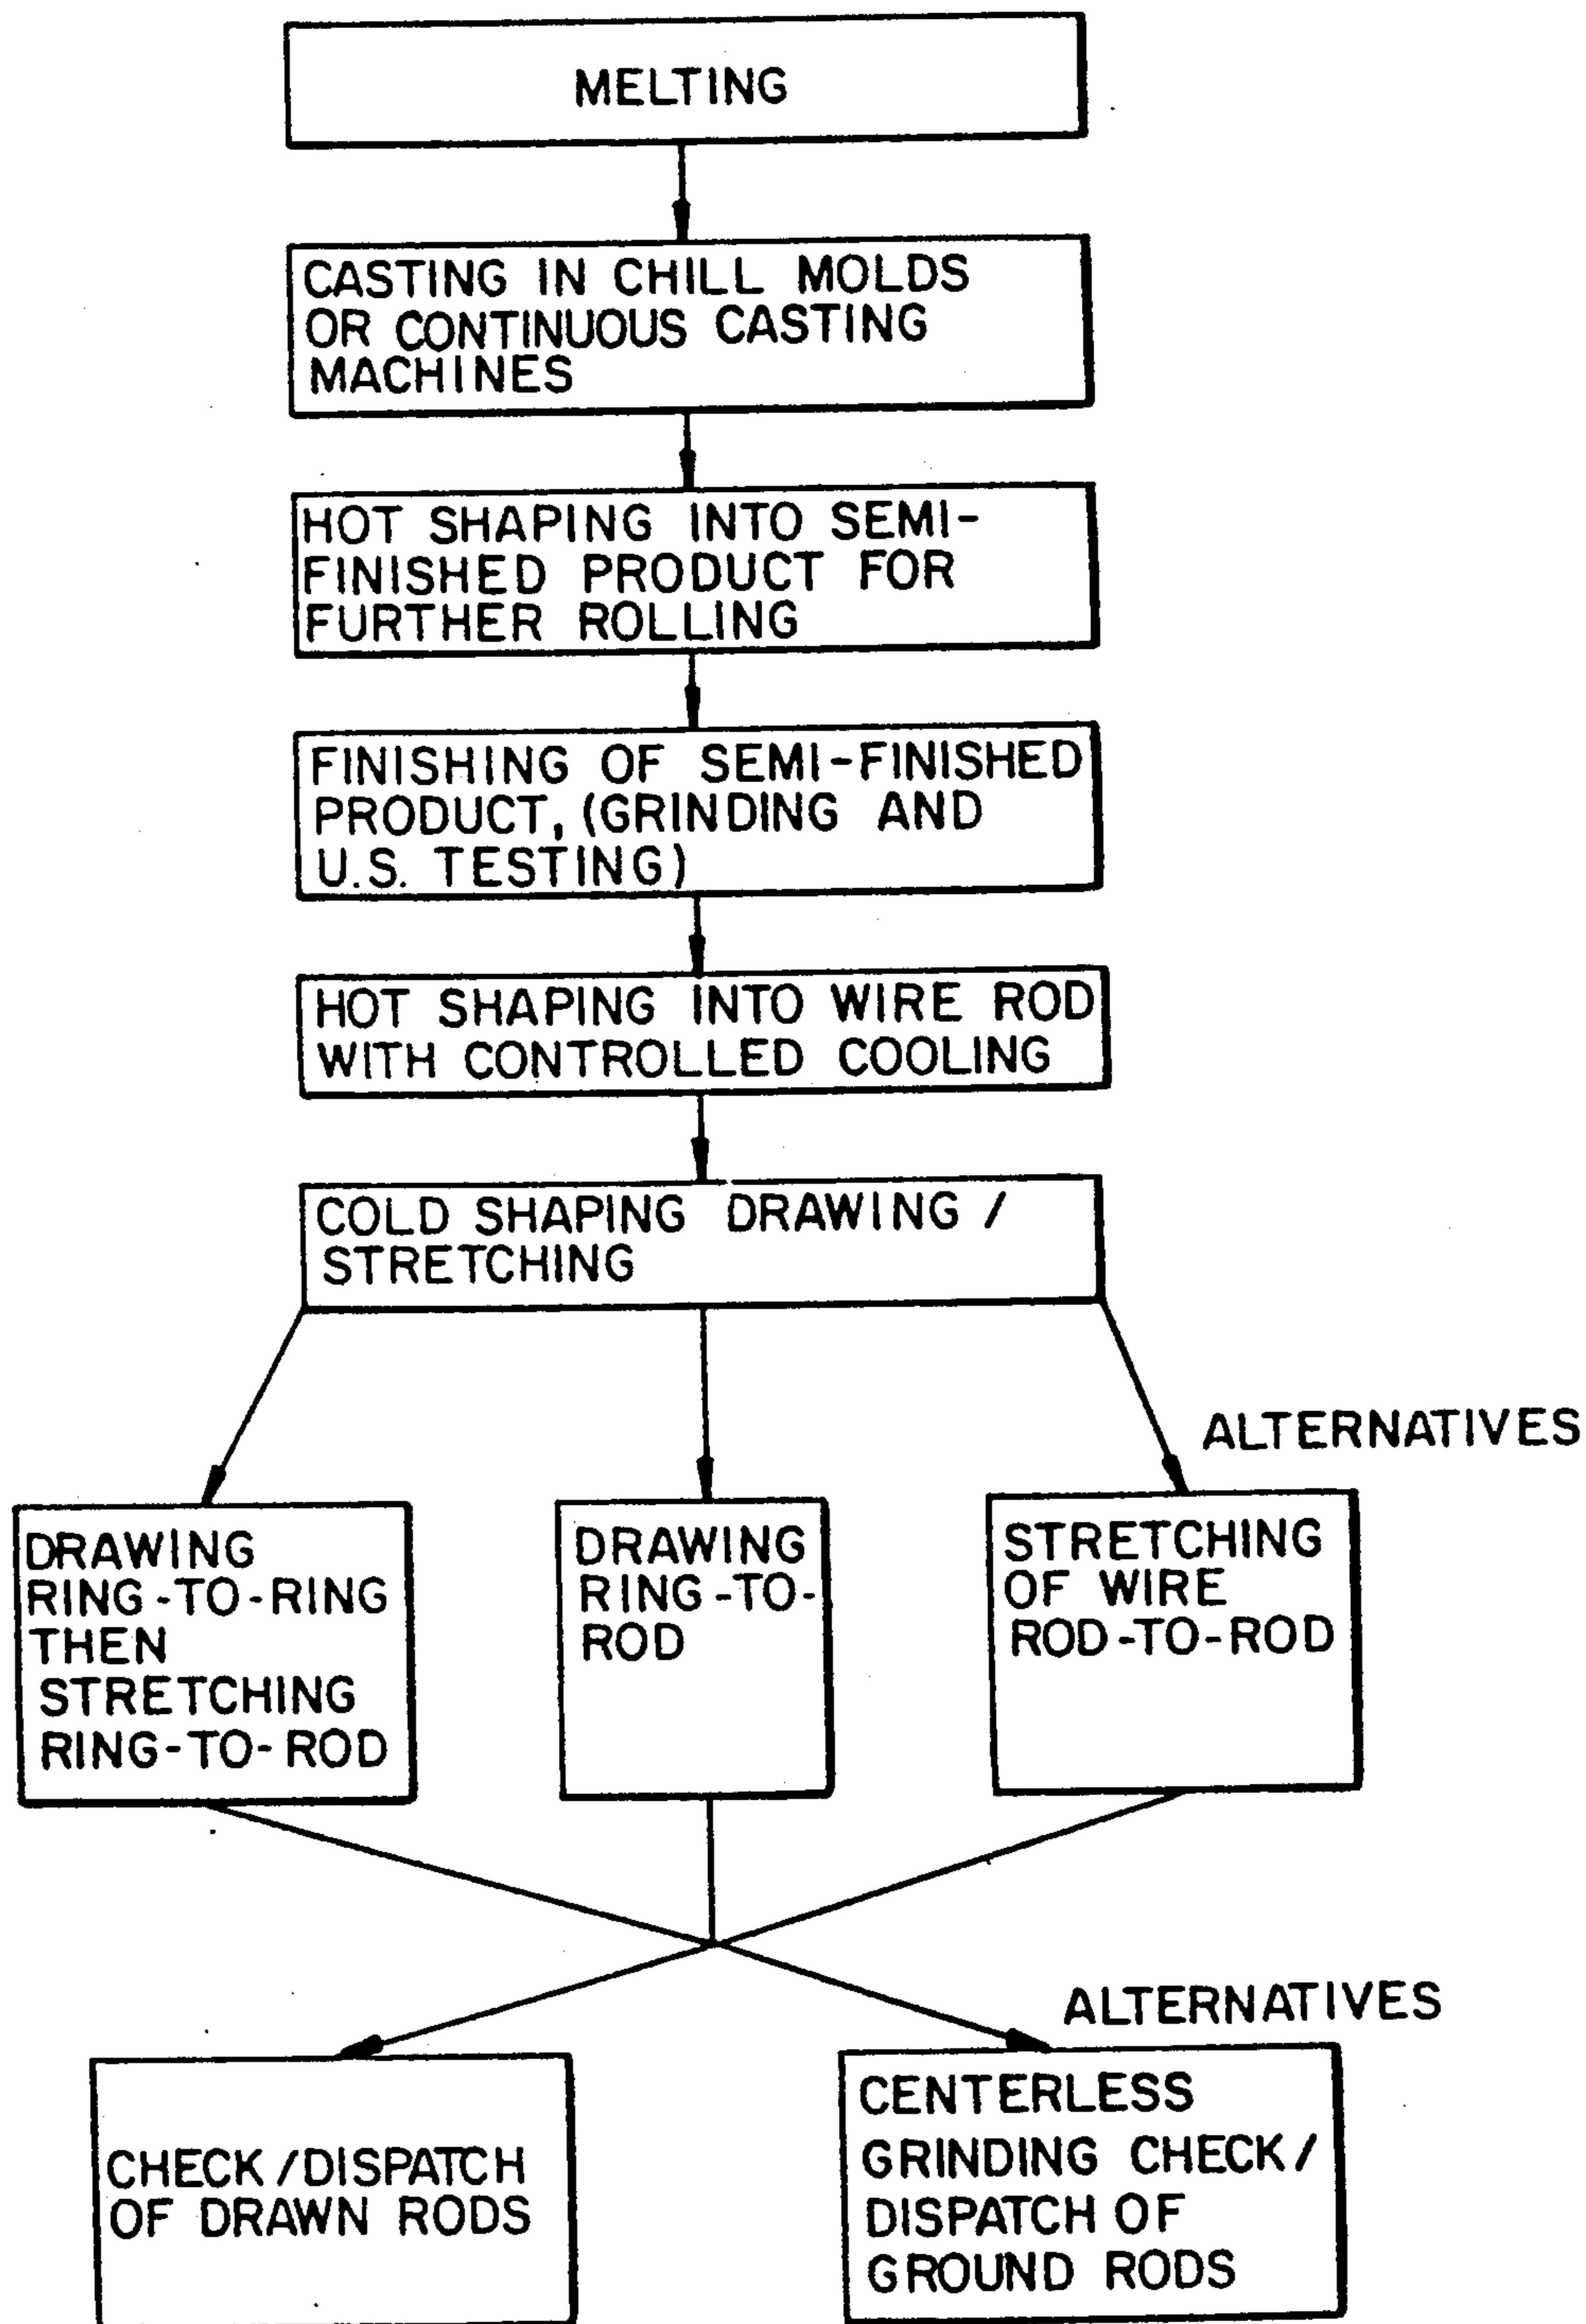 MELTING
CASTING IN CHILL MOLDS
OR CONTINUOUS CASTING
MACHINES
HOT SHAPING INTO SEMI-
FINISHED PRODUCT FOR
FURTHER ROLLING
FINISHING OF SEMI-FINISHED
PRODUCT, (GRINDING AND
U.S. TESTING)
HOT SHAPING INTO WIRE ROD
WITH CONTROLLED COOLING
COLD SHAPING DRAWING /
STRETCHING
ALTERNATIVES
DRAWING
RING-TO-RING
THEN
STRETCHING
RING-TO-ROD
DRAWING
RING-TO-
ROD
STRETCHING
OF WIRE
ROD-TO-ROD
ALTERNATIVES
CHECK/DISPATCH
OF DRAWN RODS
CENTERLESS
GRINDING CHECK/
DISPATCH OF
GROUND RODS